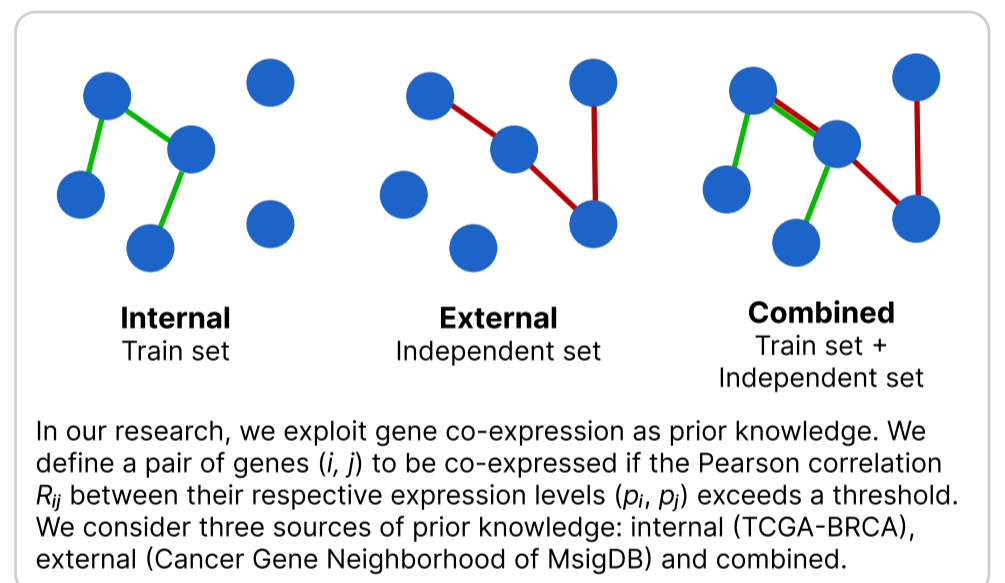 Internal
Train set
External
Independent set
Combined
Train set +
Independent set
In our research, we exploit gene co-expression as prior knowledge. We
define a pair of genes (i, j) to be co-expressed if the Pearson correlation
Rij between their respective expression levels (pi, pj) exceeds a threshold.
We consider three sources of prior knowledge: internal (TCGA-BRCA),
external (Cancer Gene Neighborhood of MsigDB) and combined.